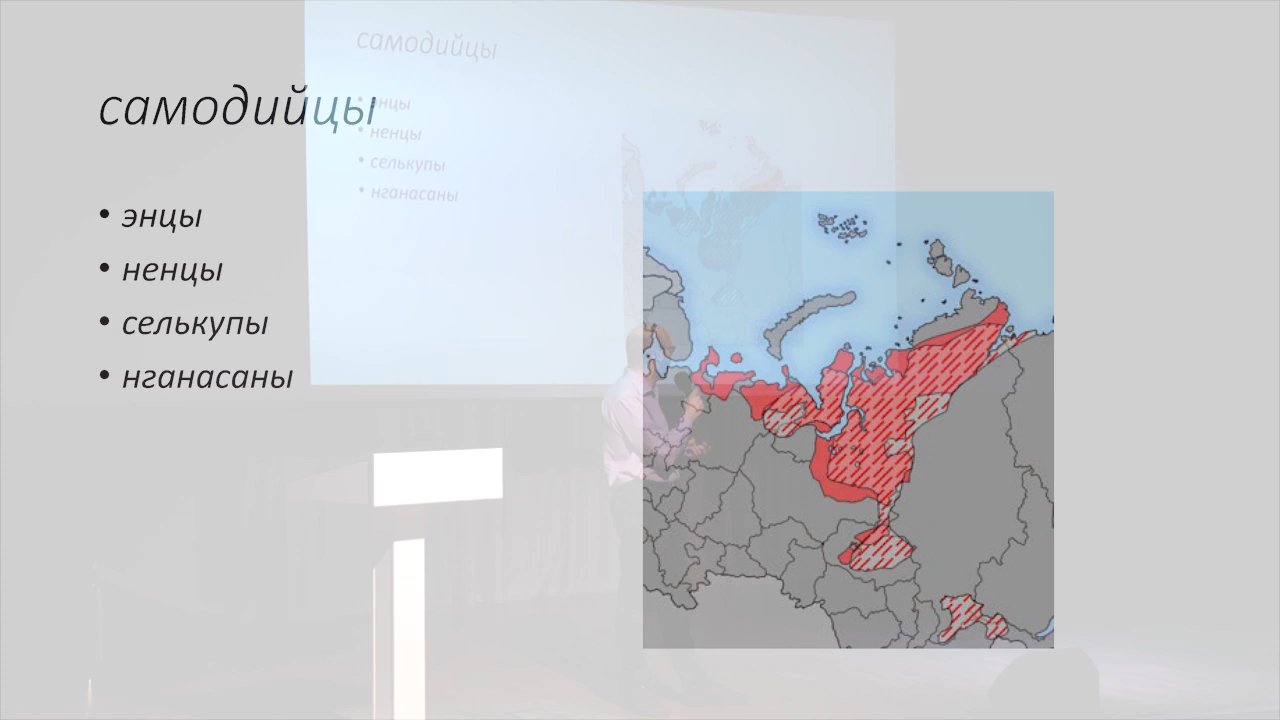 самодийцы
• энцы
• ненцы
• селькупы
• нганасаны
самодийцы
• энцы
• ненцы
• селькупы
• нганасаны